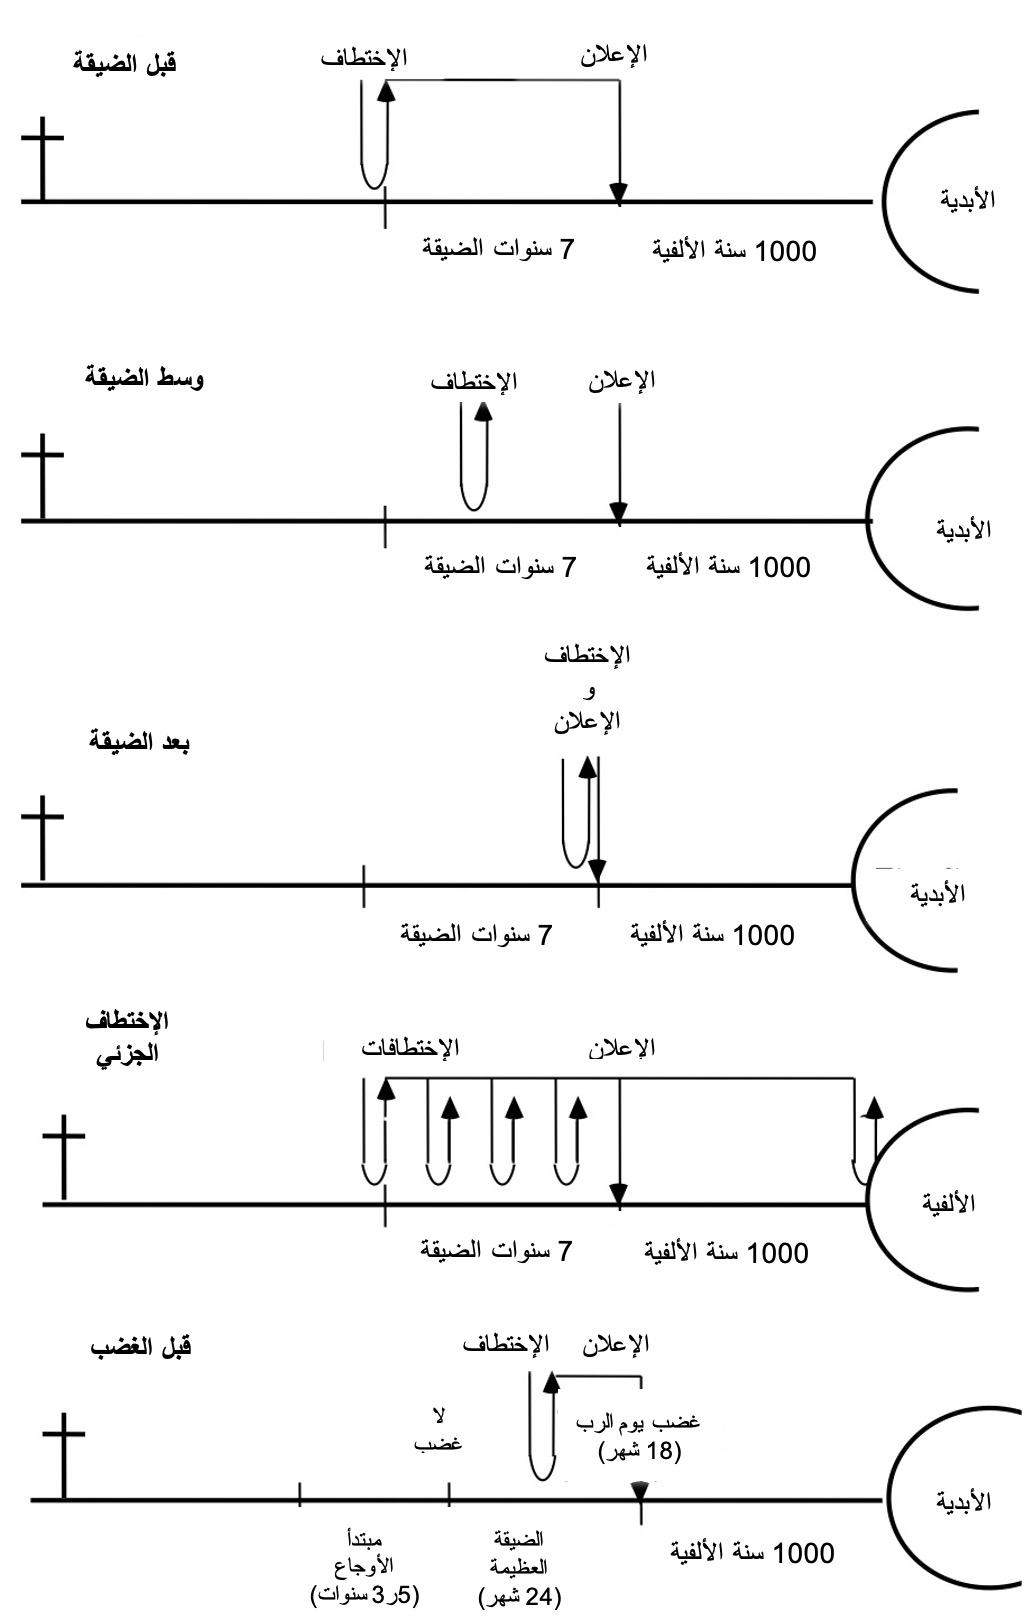 قبل الضيقة
الإختطاف
الإعلان
الأبدية
7 سنوات الضيقة
1000 سنة الألفية
وسط الضيقة
الإختطاف
الإعلان
الأبدية
7 سنوات الضيقة
1000 سنة الألفية
الإختطاف
و
الإعلان
بعد الضيقة
الأبدية
7 سنوات الضيقة
1000 سنة الألفية
الإختطاف
الجزئي
الإختطافات
الإعلان
الألفية
7 سنوات الضيقة
1000 سنة الألفية
قبل الغضب
الإختطاف
الإعلان
لا
غضب
غضب يوم الرب
(18 شهر)
الأبدية
مبتدأ
الأوجاع
(5ر3 سنوات)
الضيقة
العظيمة
(24 شهر)
1000 سنة الألفية